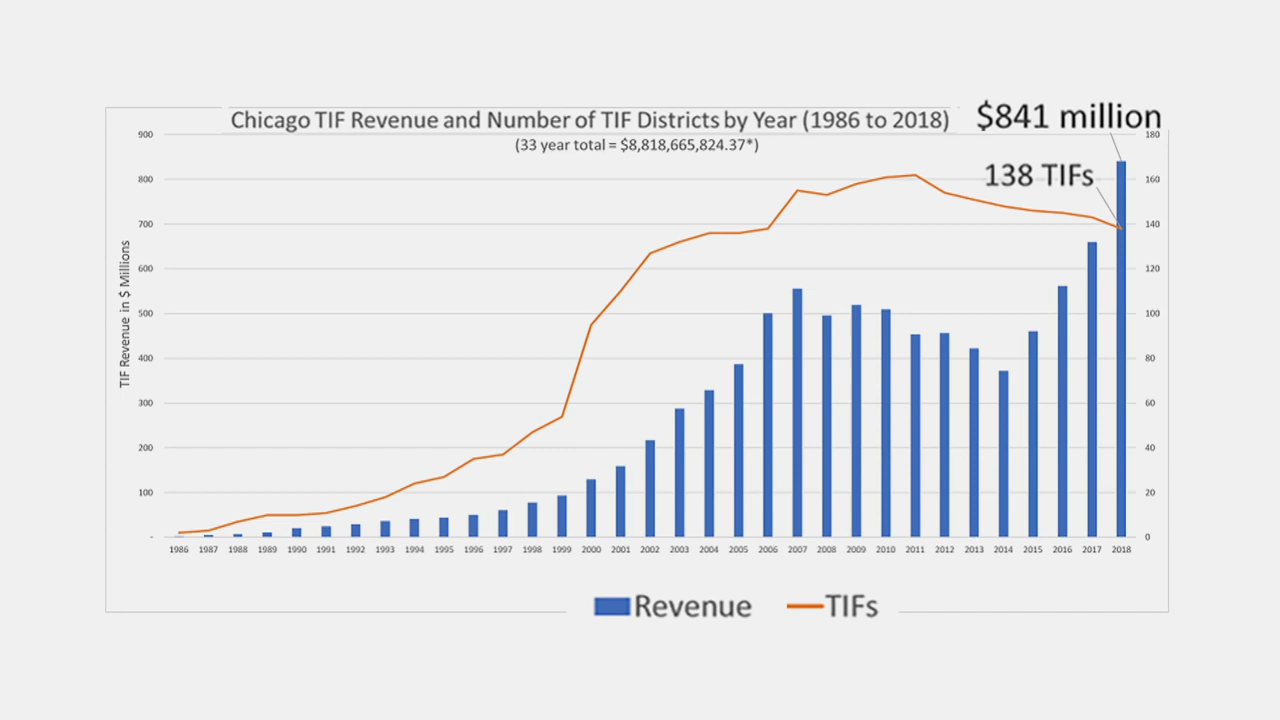 Chicago TIF Revenue and Number of TIF Districts by Year (1986 to 2018)
(33 year total = $8,818,665,824.37*)
$841 million
138 TIFs
TIF Revenue in $ Millions
900
800
700
600
500
400
300
200
100
-
180
160
140
120
100
80
60
40
20
0
1986 1987 1988 1989 1990 1991 1992 1993 1994 1995 1996 1997 1998 1999 2000 2001 2002 2003 2004 2005 2006 2007 2008 2009 2010 2011 2012 2013 2014 2015 2016 2017 2018
Revenue TIFs